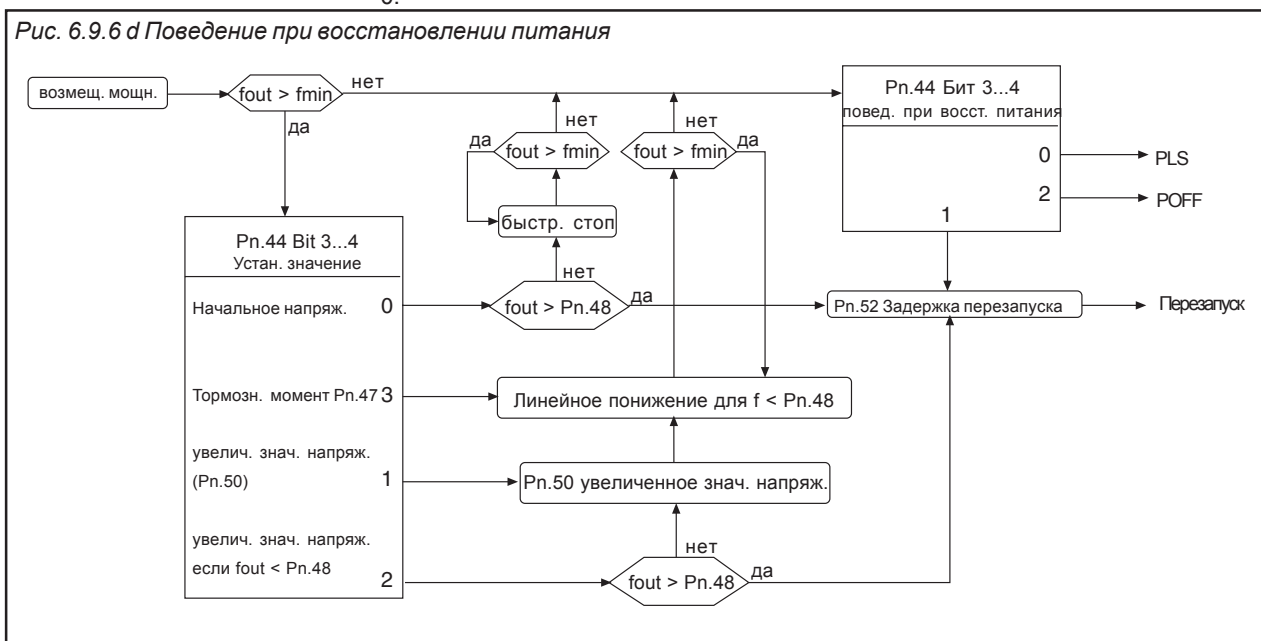 6.
Рис. 6.9.6 d Поведение при восстановлении питания
возмещ. мощн.
fout > fmin
нет
да
Pn.44 Бит 3...4
повед. при восст. питания
0
PLS
2
POFF
1
нет
нет
да
fout > fmin
fout > fmin
да
быстр. стоп
Pn.44 Bit 3...4
Устан. значение
нет
Начальное напряж.
0
fout > Pn.48
да
Pn.52 Задержка перезапуска
Перезапуск
Тормозн. момент Pn.47
3
Линейное понижение для f < Pn.48
увелич. знач. напряж.
(Pn.50)
1
Pn.50 увеличенное знач. напряж.
увелич. знач. напряж.
если fout < Pn.48
2
нет
fout > Pn.48
да